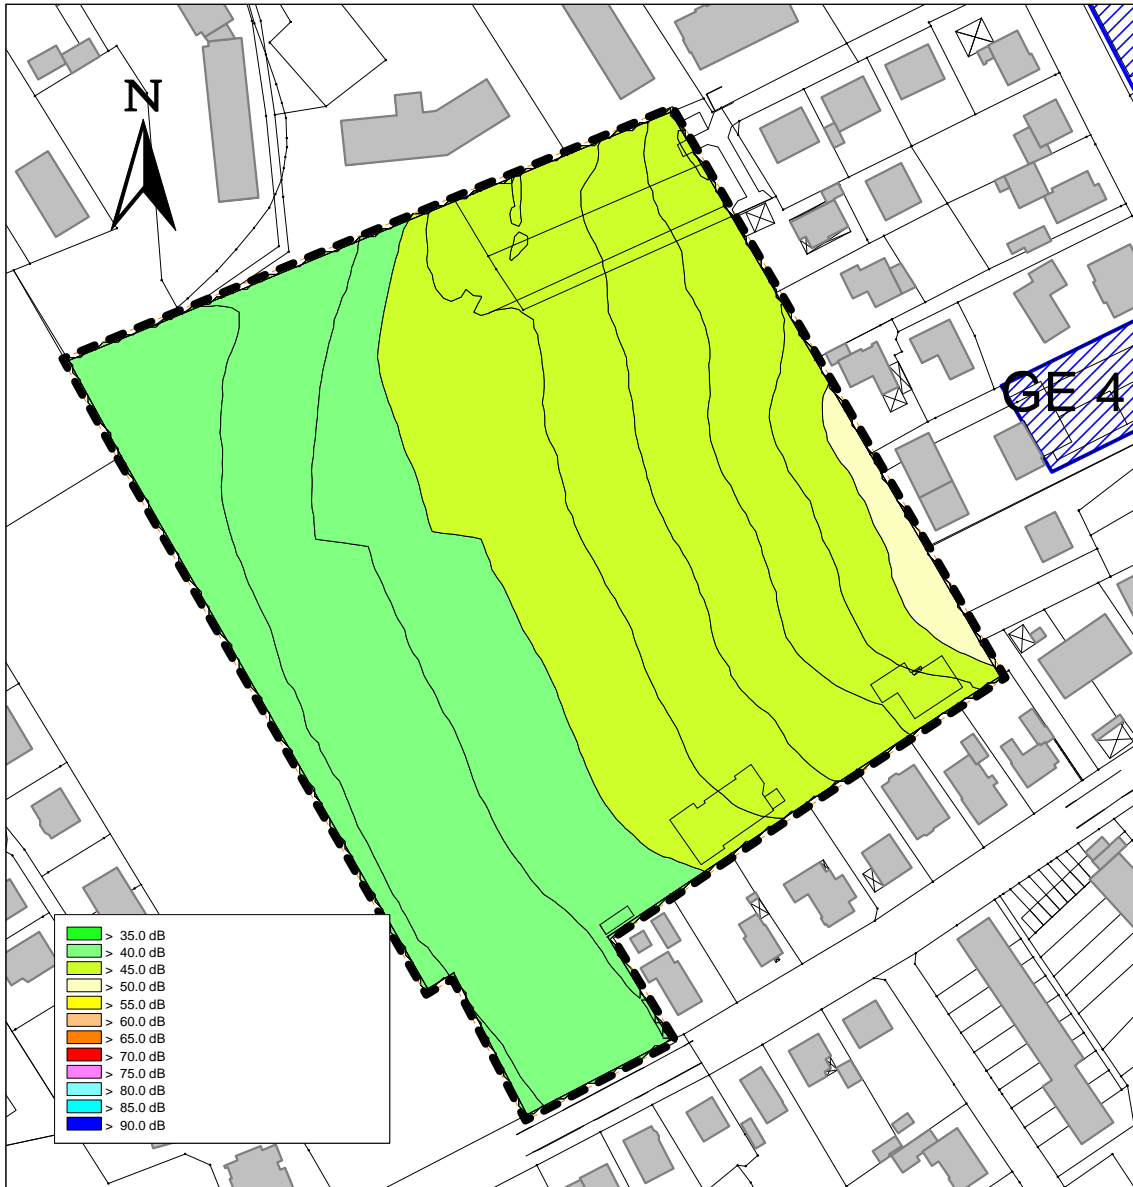 N
GE 4
> 35.0 dB
> 40.0 dB
> 45.0 dB
> 50.0 dB
> 55.0 dB
> 60.0 dB
> 65.0 dB
> 70.0 dB
> 75.0 dB
> 80.0 dB
> 85.0 dB
> 90.0 dB